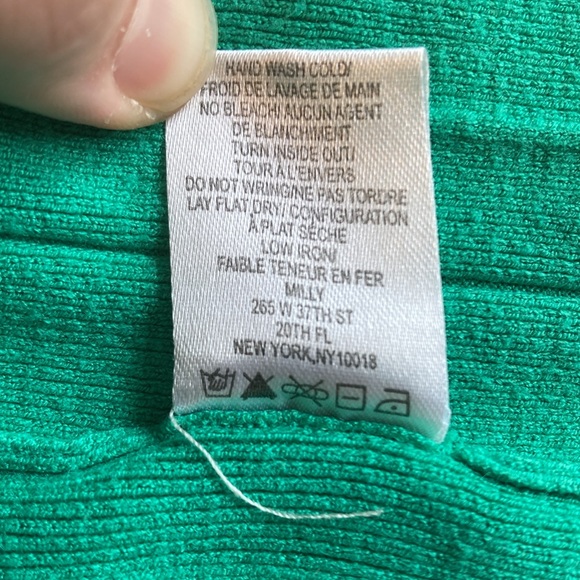 HAND WASH COLD/
FROID DE LAVAGE DE MAIN
NO BLEACH/ AUCUN AGENT
DE BLANCHIMENT
TURN INSIDE OUT/
TOUR À L'ENVERS
DO NOT WRING/NE PAS TORDRE
LAY FLAT DRY/ CONFIGURATION
À PLAT SÈCHE
LOW IRON/
FAIBLE TENEUR EN FER
MILLY
265 W 37TH ST
20TH FL
NEW YORK,NY10018